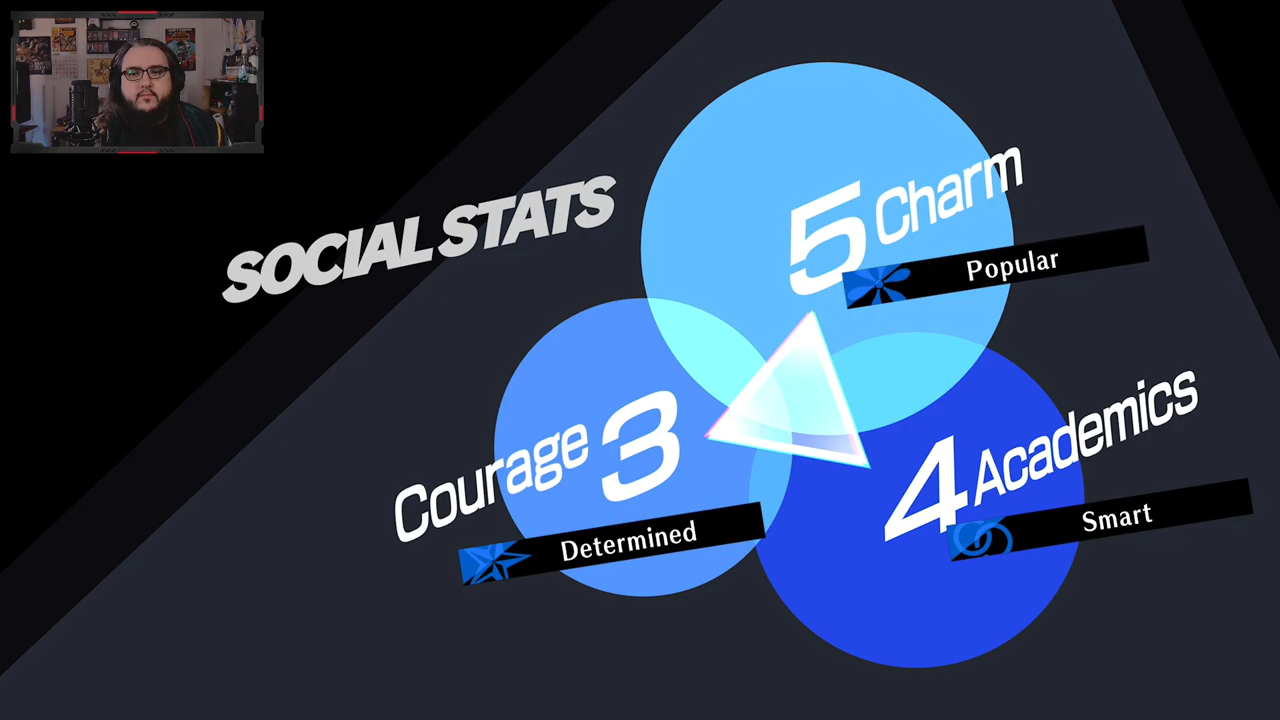 SOCIAL STATS
5 Charm
Popular
Courage 3
Determined
4 Academics
Smart